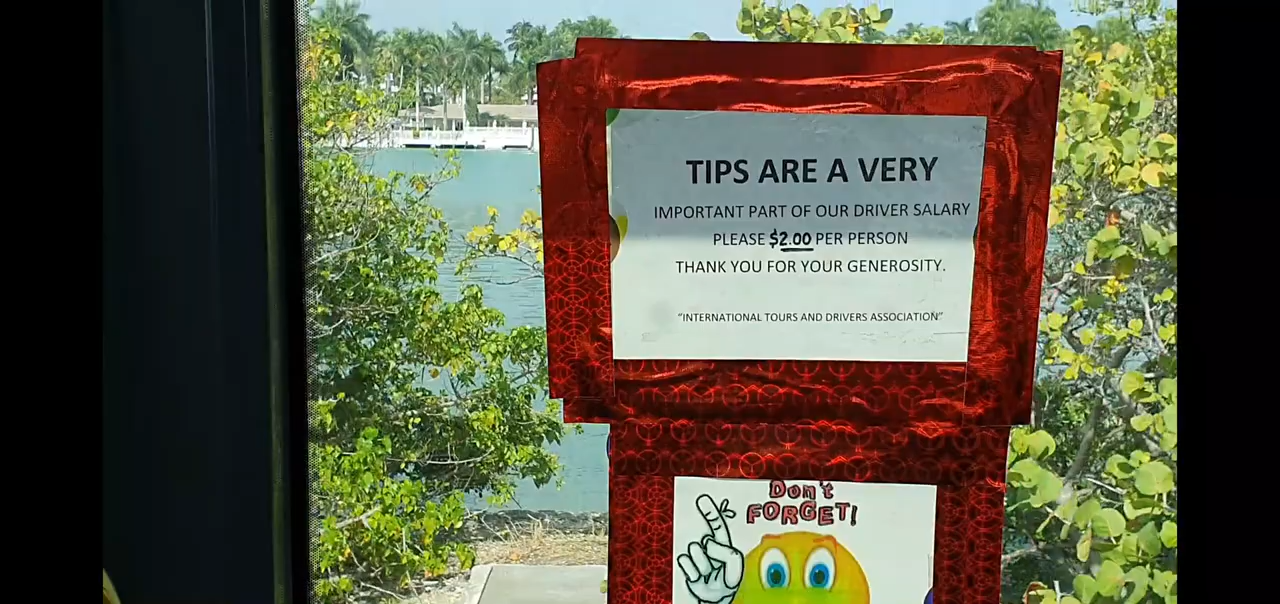 TIPS ARE A VERY
IMPORTANT PART OF OUR DRIVER SALARY
PLEASE $2.00 PER PERSON
THANK YOU FOR YOUR GENEROSITY.
"INTERNATIONAL TOURS AND DRIVERS ASSOCIATION"
Don't
FORGET!